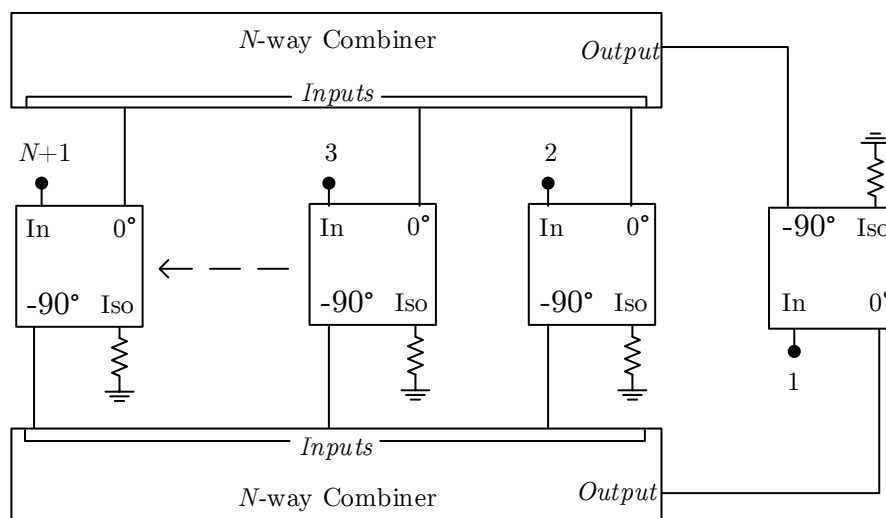 N-way Combiner
Output
Inputs
N+1
3
2
In 0°
In 0°
In 0°
-90° Iso
-90° Iso
-90° Iso
-90° Iso
In 0°
1
Inputs
N-way Combiner
Output